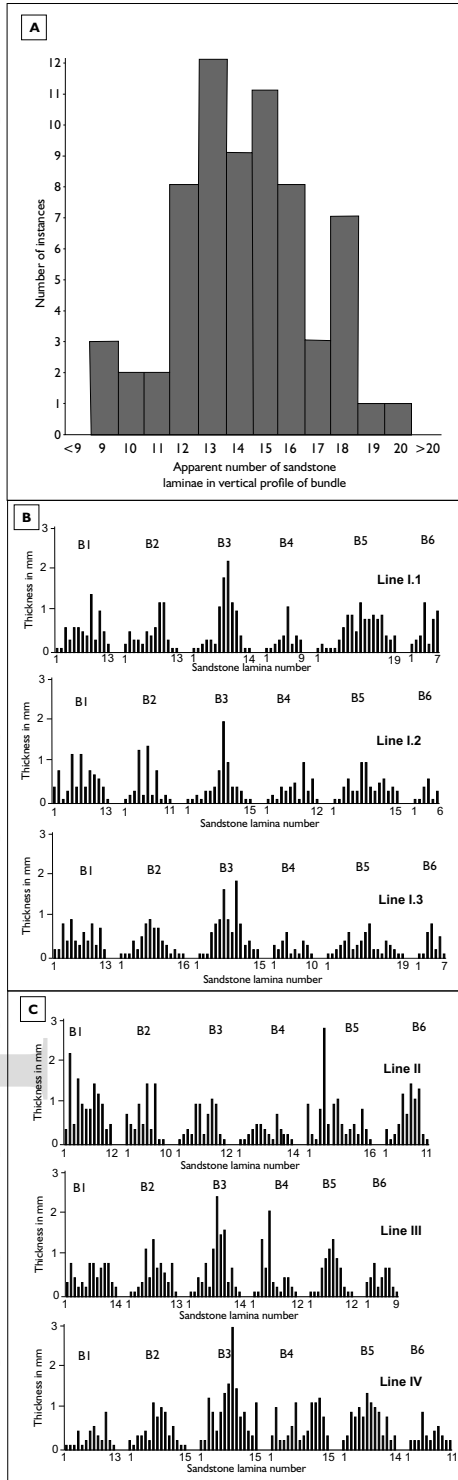 A
12
11
10
9
8
7
6
5
4
3
2
1
0
Number of instances
<9 9 10 11 12 13 14 15 16 17 18 19 20 >20
Apparent number of sandstone
laminae in vertical profile of bundle
B
3
2
1
0
Thickness in mm
B1 B2 B3 B4 B5 B6
Line I.1
1 13 1 13 1 14 1 9 1 19 1 7
Sandstone lamina number
3
2
1
0
Thickness in mm
B1 B2 B3 B4 B5 B6
Line I.2
1 13 1 11 1 15 1 12 1 15 1 6
Sandstone lamina number
3
2
1
0
Thickness in mm
B1 B2 B3 B4 B5 B6
Line I.3
1 13 1 16 1 15 1 10 1 19 1 7
Sandstone lamina number
C
3
2
1
0
Thickness in mm
B1 B2 B3 B4 B5 B6
Line II
1 12 1 10 1 12 1 14 1 16 1 11
Sandstone lamina number
3
2
1
0
Thickness in mm
B1 B2 B3 B4 B5 B6
Line III
1 14 1 13 1 14 1 12 1 12 1 9
Sandstone lamina number
3
2
1
0
Thickness in mm
B1 B2 B3 B4 B5 B6
Line IV
1 13 1 15 1 15 1 15 1 14 1 11
Sandstone lamina number